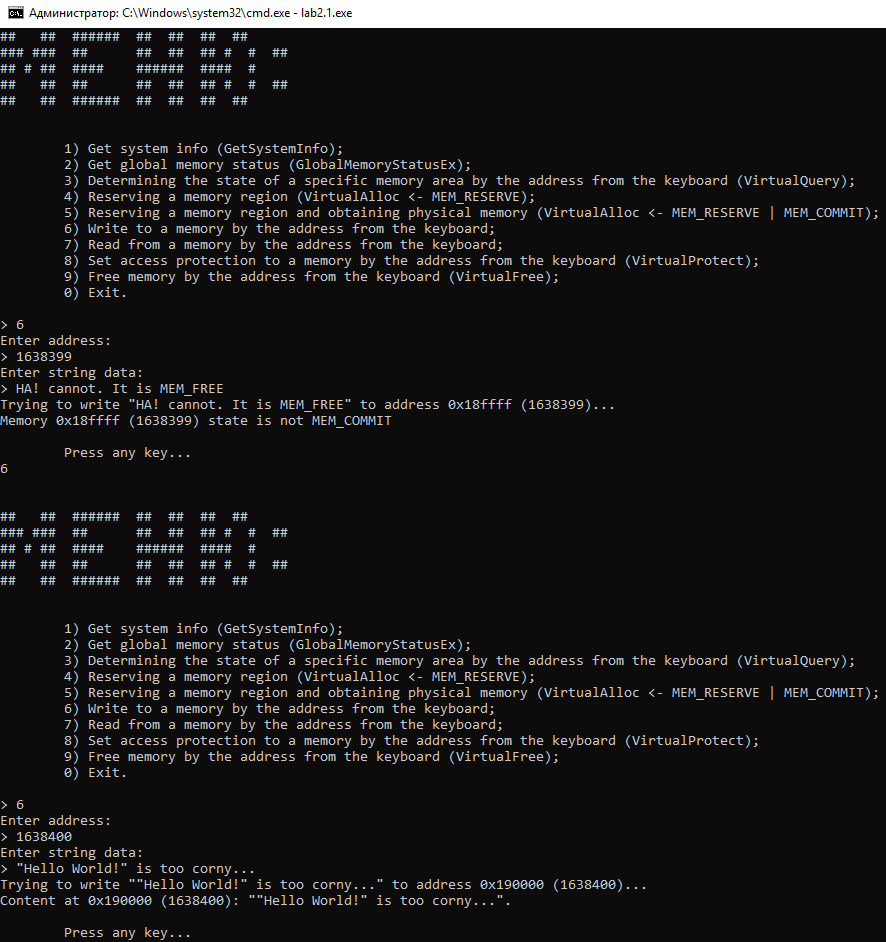 Администратор: C:\Windows\system32\cmd.exe - lab2.1.exe
##   ##  ######  ##  ##  ##  ##
### ###  ##      ##  ##  ## #  #  ##
## # ##  ####    ######  ####  #
##   ##  ##      ##  ##  ## #  #  ##
##   ##  ######  ##  ##  ##  ##
1) Get system info (GetSystemInfo);
2) Get global memory status (GlobalMemoryStatusEx);
3) Determining the state of a specific memory area by the address from the keyboard (VirtualQuery);
4) Reserving a memory region (VirtualAlloc <- MEM_RESERVE);
5) Reserving a memory region and obtaining physical memory (VirtualAlloc <- MEM_RESERVE | MEM_COMMIT);
6) Write to a memory by the address from the keyboard;
7) Read from a memory by the address from the keyboard;
8) Set access protection to a memory by the address from the keyboard (VirtualProtect);
9) Free memory by the address from the keyboard (VirtualFree);
0) Exit.
> 6
Enter address:
> 1638399
Enter string data:
> HA! cannot. It is MEM_FREE
Trying to write "HA! cannot. It is MEM_FREE" to address 0x18ffff (1638399)...
Memory 0x18ffff (1638399) state is not MEM_COMMIT
Press any key...
6
##   ##  ######  ##  ##  ##  ##
### ###  ##      ##  ##  ## #  #  ##
## # ##  ####    ######  ####  #
##   ##  ##      ##  ##  ## #  #  ##
##   ##  ######  ##  ##  ##  ##
1) Get system info (GetSystemInfo);
2) Get global memory status (GlobalMemoryStatusEx);
3) Determining the state of a specific memory area by the address from the keyboard (VirtualQuery);
4) Reserving a memory region (VirtualAlloc <- MEM_RESERVE);
5) Reserving a memory region and obtaining physical memory (VirtualAlloc <- MEM_RESERVE | MEM_COMMIT);
6) Write to a memory by the address from the keyboard;
7) Read from a memory by the address from the keyboard;
8) Set access protection to a memory by the address from the keyboard (VirtualProtect);
9) Free memory by the address from the keyboard (VirtualFree);
0) Exit.
> 6
Enter address:
> 1638400
Enter string data:
> "Hello World!" is too corny...
Trying to write ""Hello World!" is too corny..." to address 0x190000 (1638400)...
Content at 0x190000 (1638400): ""Hello World!" is too corny...".
Press any key...